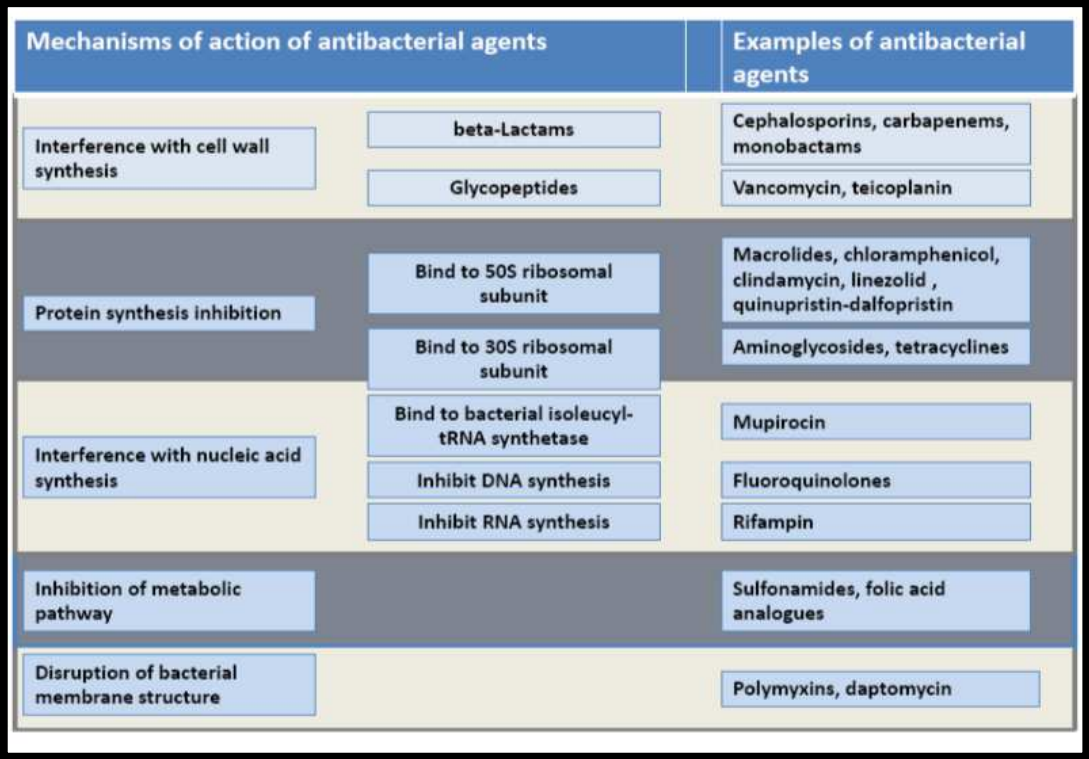 Mechanisms of action of antibacterial agents
Examples of antibacterial
agents
Interference with cell wall
synthesis
beta-Lactams
Cephalosporins, carbapenems,
monobactams
Glycopeptides
Vancomycin, teicoplanin
Protein synthesis inhibition
Bind to 50S ribosomal
subunit
Macrolides, chloramphenicol,
clindamycin, linezolid ,
quinupristin-dalfopristin
Bind to 30S ribosomal
subunit
Aminoglycosides, tetracyclines
Interference with nucleic acid
synthesis
Bind to bacterial isoleucyl-
tRNA synthetase
Mupirocin
Inhibit DNA synthesis
Fluoroquinolones
Inhibit RNA synthesis
Rifampin
Inhibition of metabolic
pathway
Sulfonamides, folic acid
analogues
Disruption of bacterial
membrane structure
Polymyxins, daptomycin